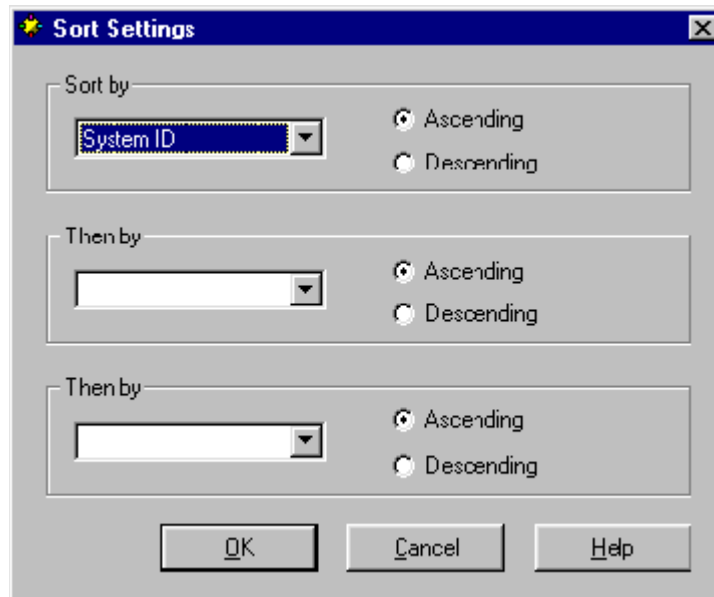 Sort Settings
Sort by
System ID
Ascending
Descending
Then by
Ascending
Descending
Then by
Ascending
Descending
OK
Cancel
Help